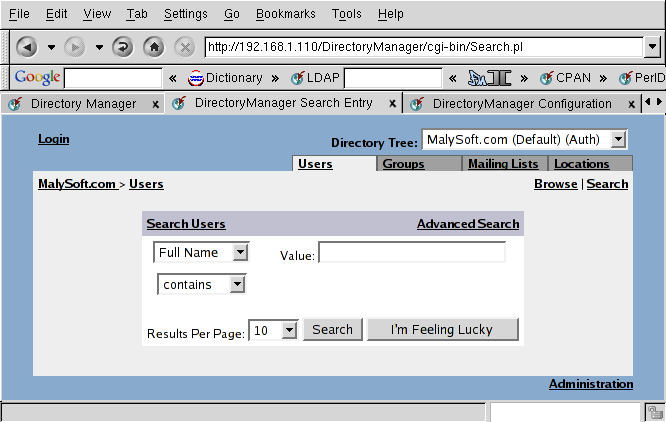 File Edit View Tab Settings Go Bookmarks Tools Help
http://192.168.1.110/DirectoryManager/cgi-bin/Search.pl
Google « Dictionary » LDAP « » CPAN » PerlD
Directory Manager x DirectoryManager Search Entry x DirectoryManager Configuration x
Login
Directory Tree: MalySoft.com (Default) (Auth)
Users Groups Mailing Lists Locations
MalySoft.com > Users
Browse | Search
Search Users Advanced Search
Full Name Value:
contains
Results Per Page: 10 Search I'm Feeling Lucky
Administration